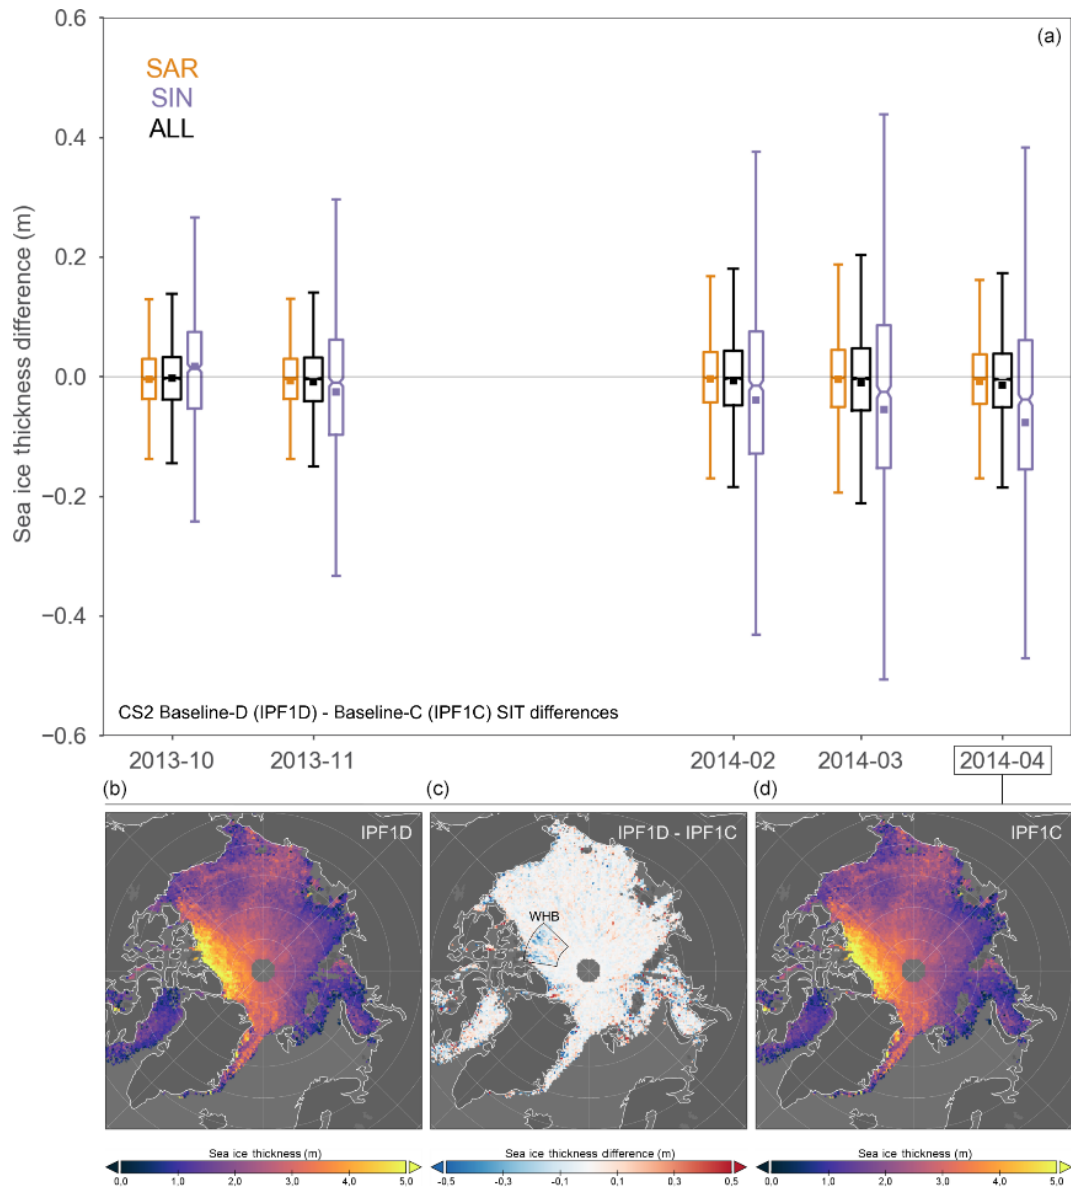 (a)
0.6
0.4
0.2
0.0
−0.2
−0.4
−0.6
Sea ice thickness difference (m)
SAR
SIN
ALL
CS2 Baseline-D (IPF1D) - Baseline-C (IPF1C) SIT differences
2013-10 2013-11 2014-02 2014-03 2014-04
(b) (c) (d)
IPF1D IPF1D - IPF1C IPF1C
WHB
Sea ice thickness (m) Sea ice thickness difference (m) Sea ice thickness (m)
0,0 1,0 2,0 3,0 4,0 5,0 -0,5 -0,3 -0,1 0,1 0,3 0,5 0,0 1,0 2,0 3,0 4,0 5,0